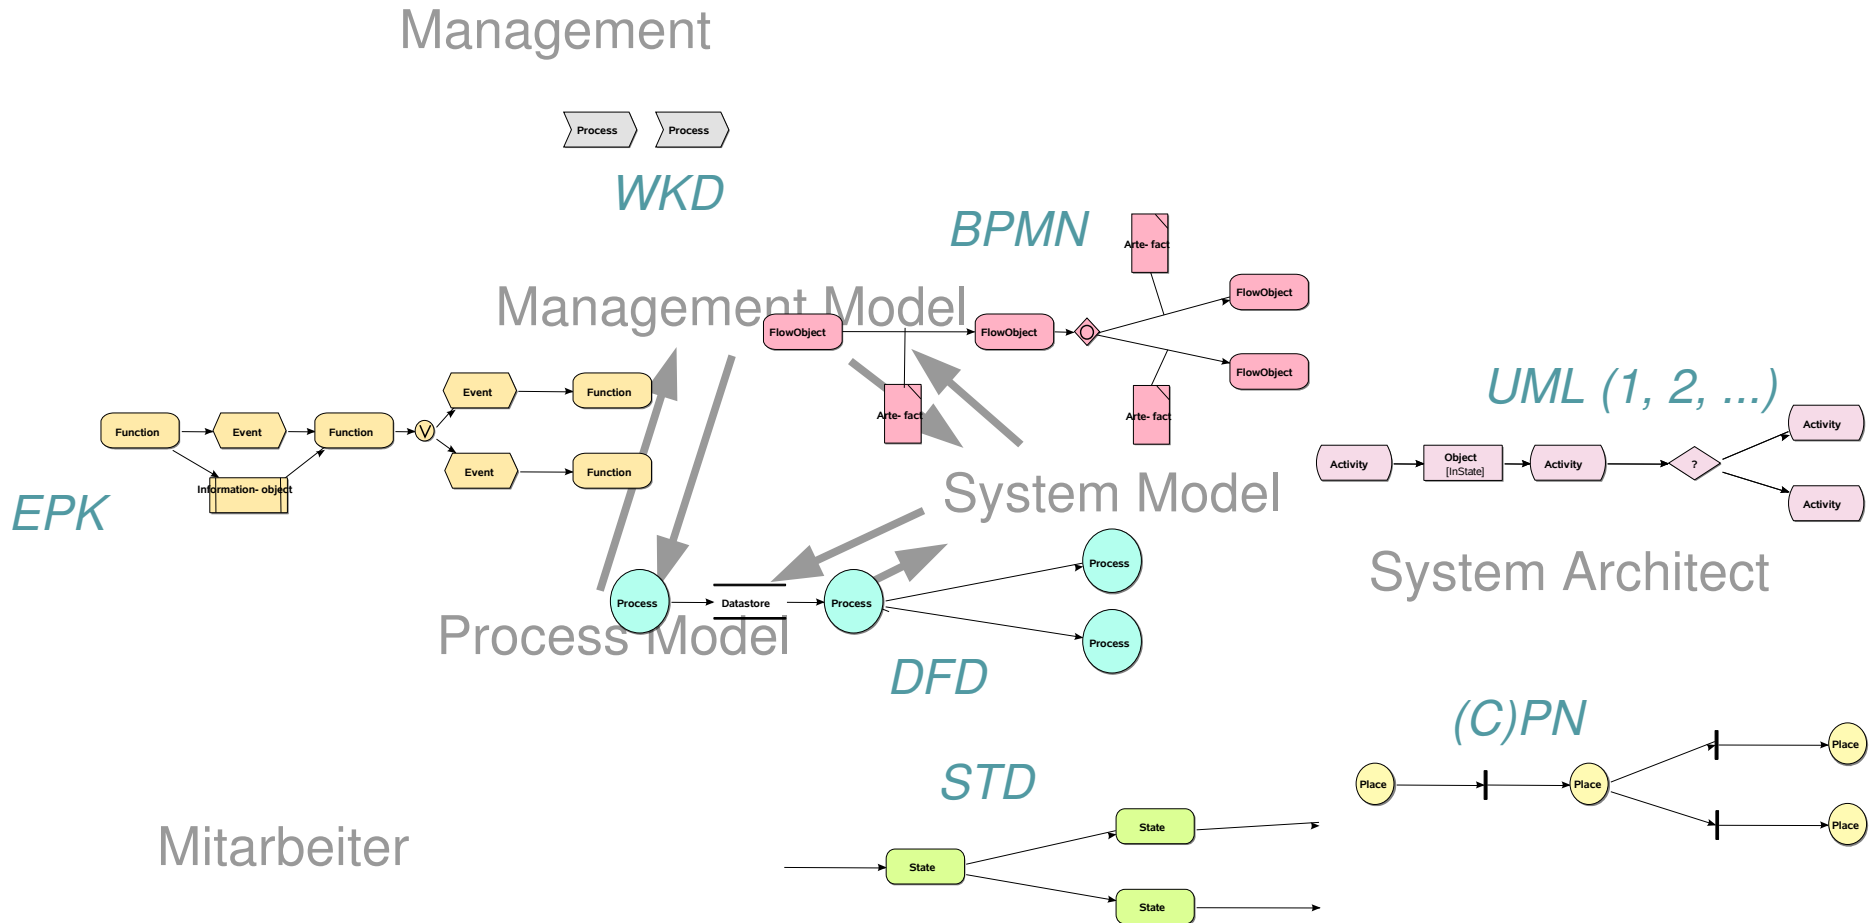 Management
Process Process
WKD
BPMN
Arte- fact
FlowObject
Management Model
FlowObject
FlowObject
FlowObject
Arte- fact
Arte- fact
UML (1, 2, ...)
Event
Function
Function
Event
Function
Event
Function
Information- object
EPK
Activity
Activity
Object
[InState]
Activity
?
Activity
System Model
System Architect
Process
Process
Datastore
Process
Process
Process Model
DFD
(C)PN
Place
Place
Place
Place
STD
State
State
State
Mitarbeiter